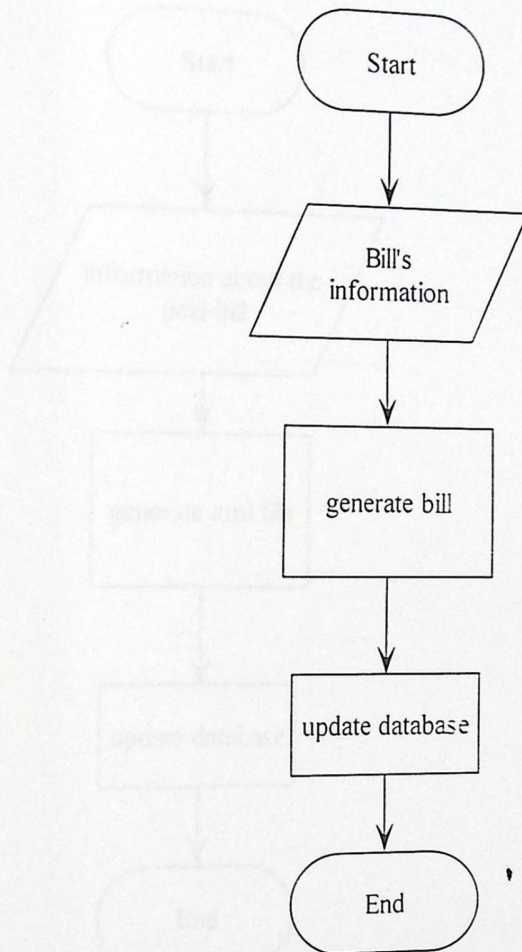 Start
Bill's
information
generate bill
update database
End